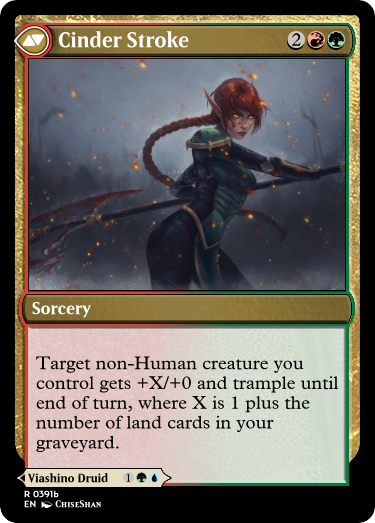 Cinder Stroke 2
Sorcery
Target non-Human creature you
control gets +X/+0 and trample until
end of turn, where X is 1 plus the
number of land cards in your
graveyard.
Viashino Druid 1
R 0391b
EN ChiseShan